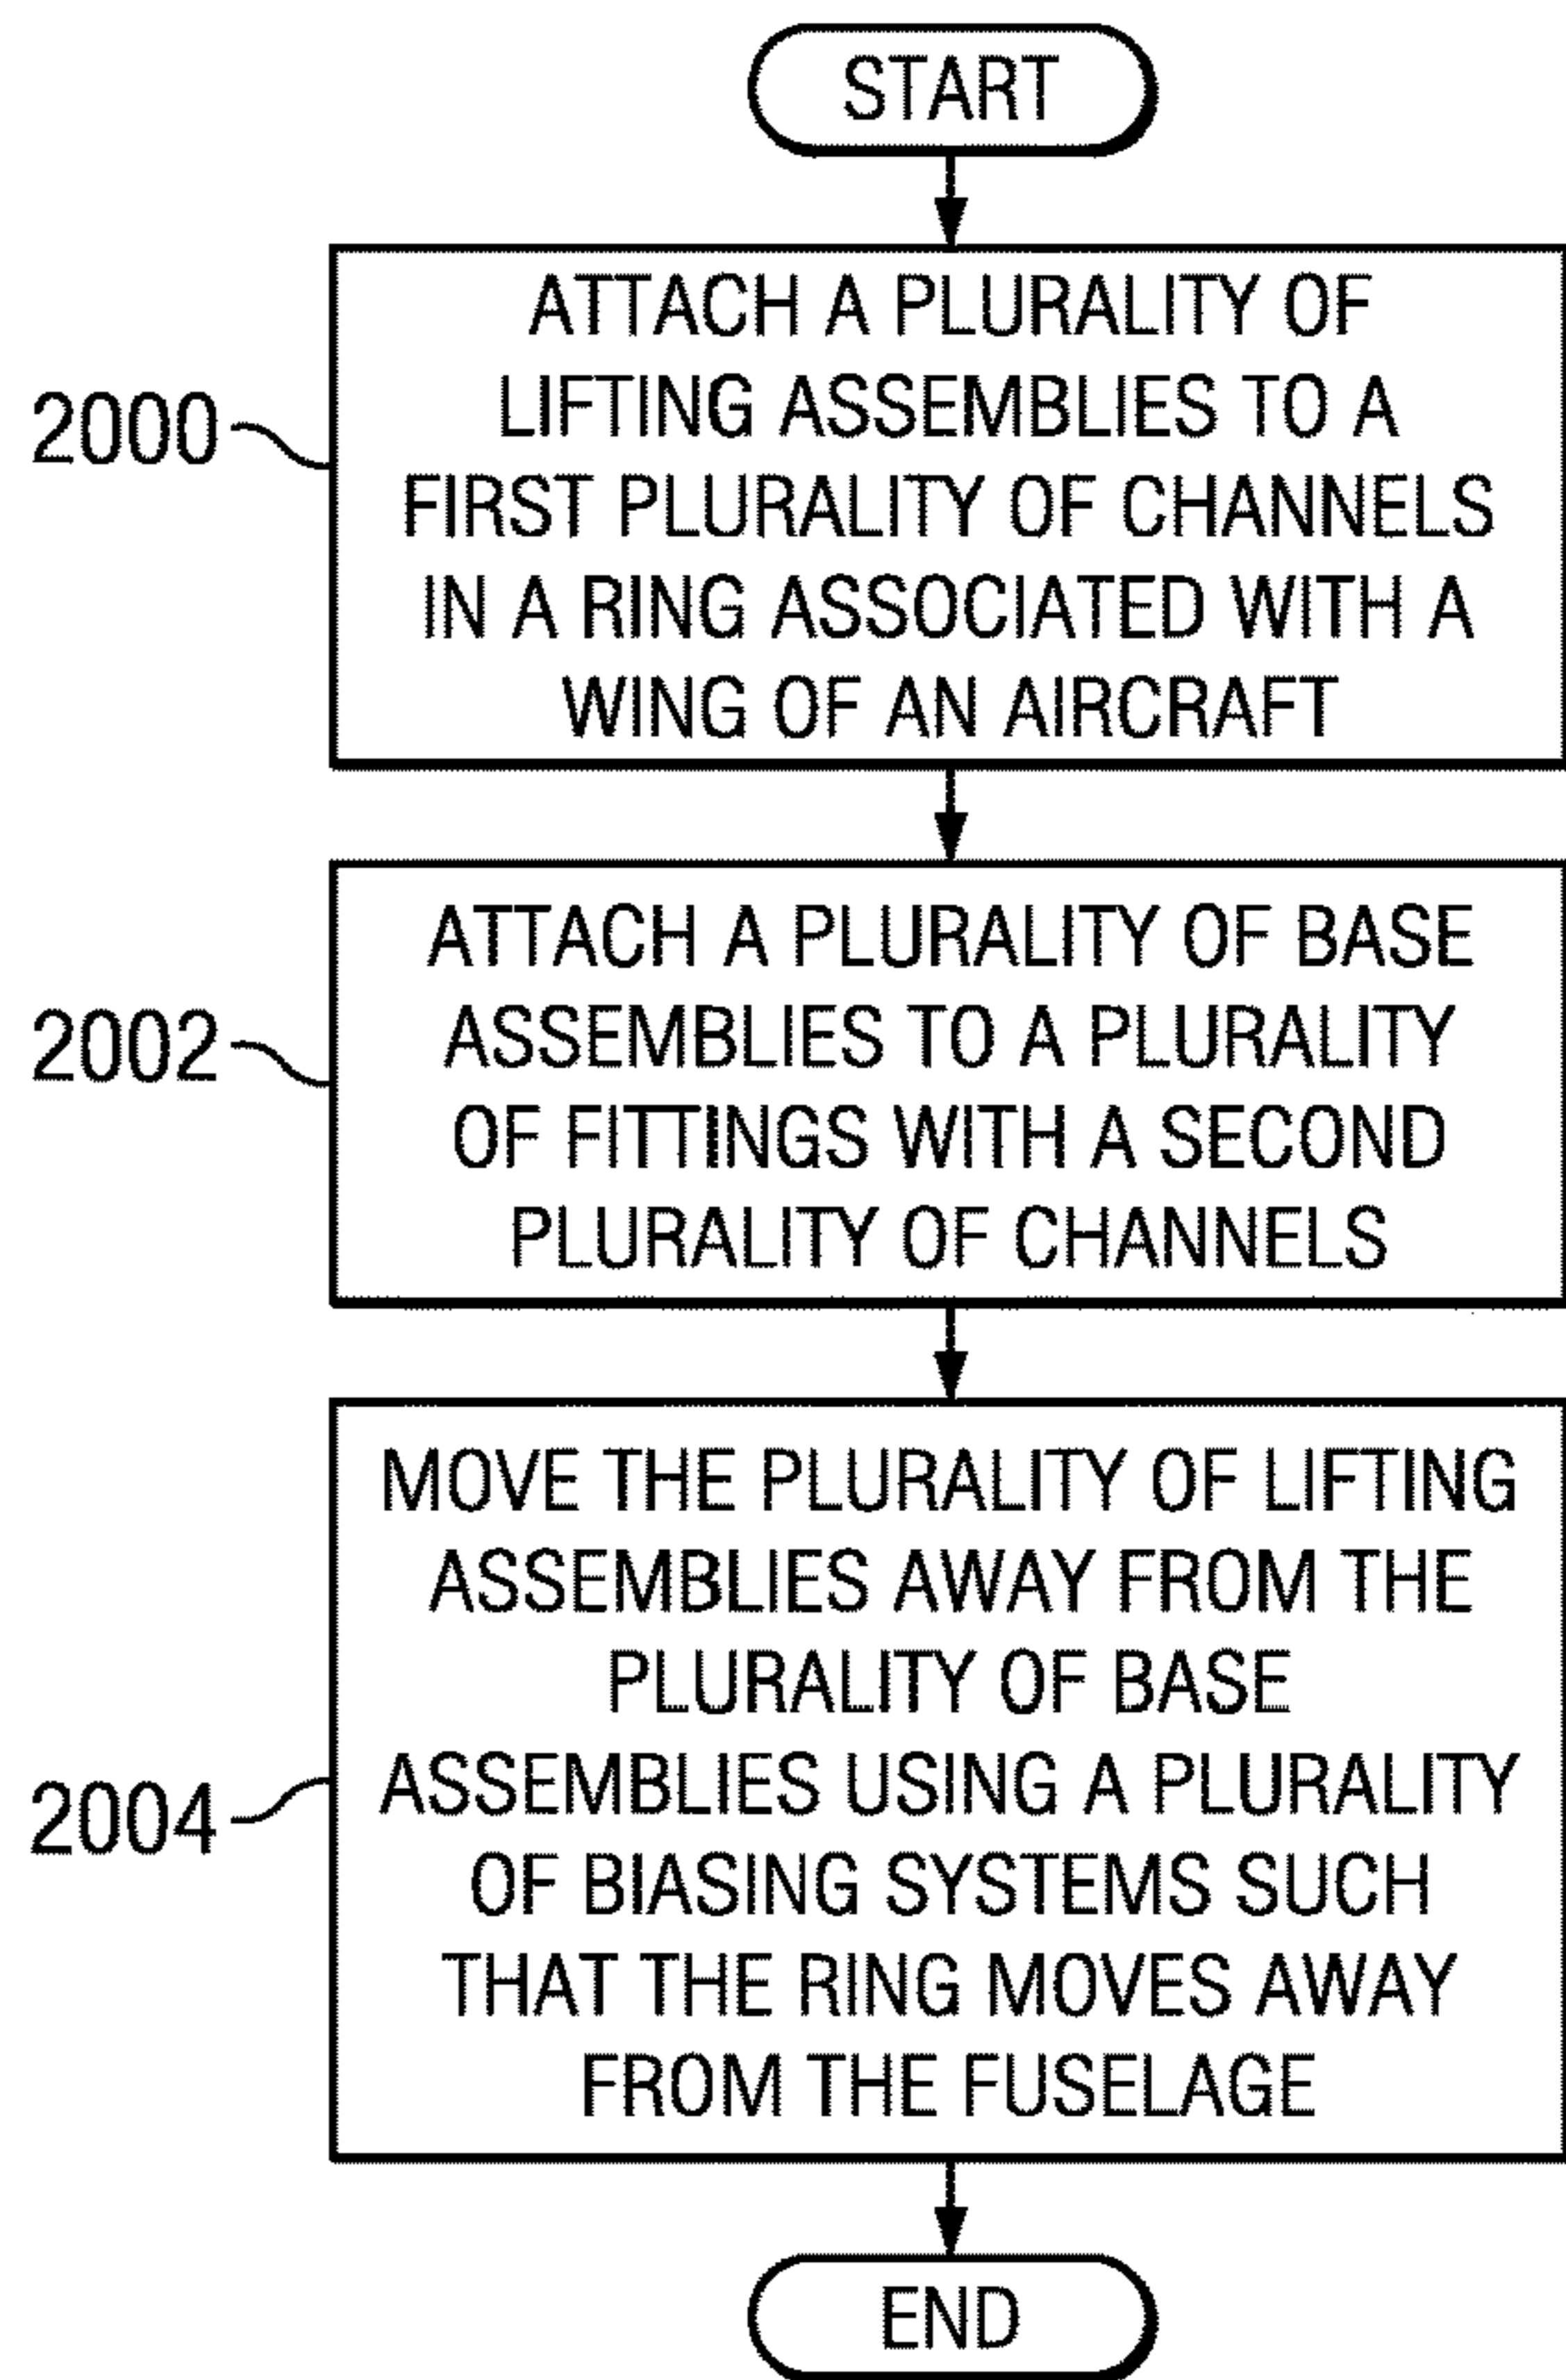 START
2000
ATTACH A PLURALITY OF
LIFTING ASSEMBLIES TO A
FIRST PLURALITY OF CHANNELS
IN A RING ASSOCIATED WITH A
WING OF AN AIRCRAFT
2002
ATTACH A PLURALITY OF BASE
ASSEMBLIES TO A PLURALITY
OF FITTINGS WITH A SECOND
PLURALITY OF CHANNELS
2004
MOVE THE PLURALITY OF LIFTING
ASSEMBLIES AWAY FROM THE
PLURALITY OF BASE
ASSEMBLIES USING A PLURALITY
OF BIASING SYSTEMS SUCH
THAT THE RING MOVES AWAY
FROM THE FUSELAGE
END